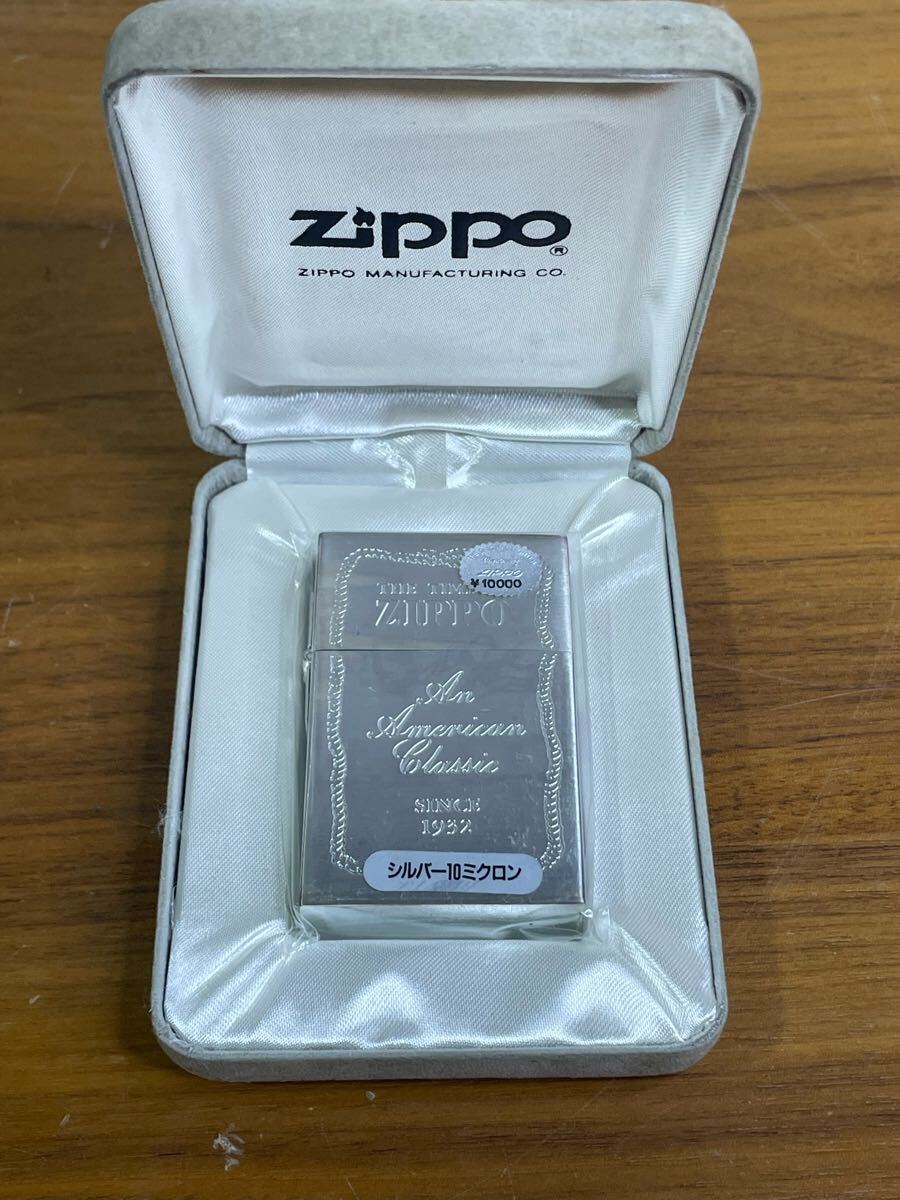 Zippo®
ZIPPO MANUFACTURING CO.
ZIPPO
¥10000
THE TIME
ZIPPO
An
American
Classic
SINCE
1932
シルバー10ミクロン